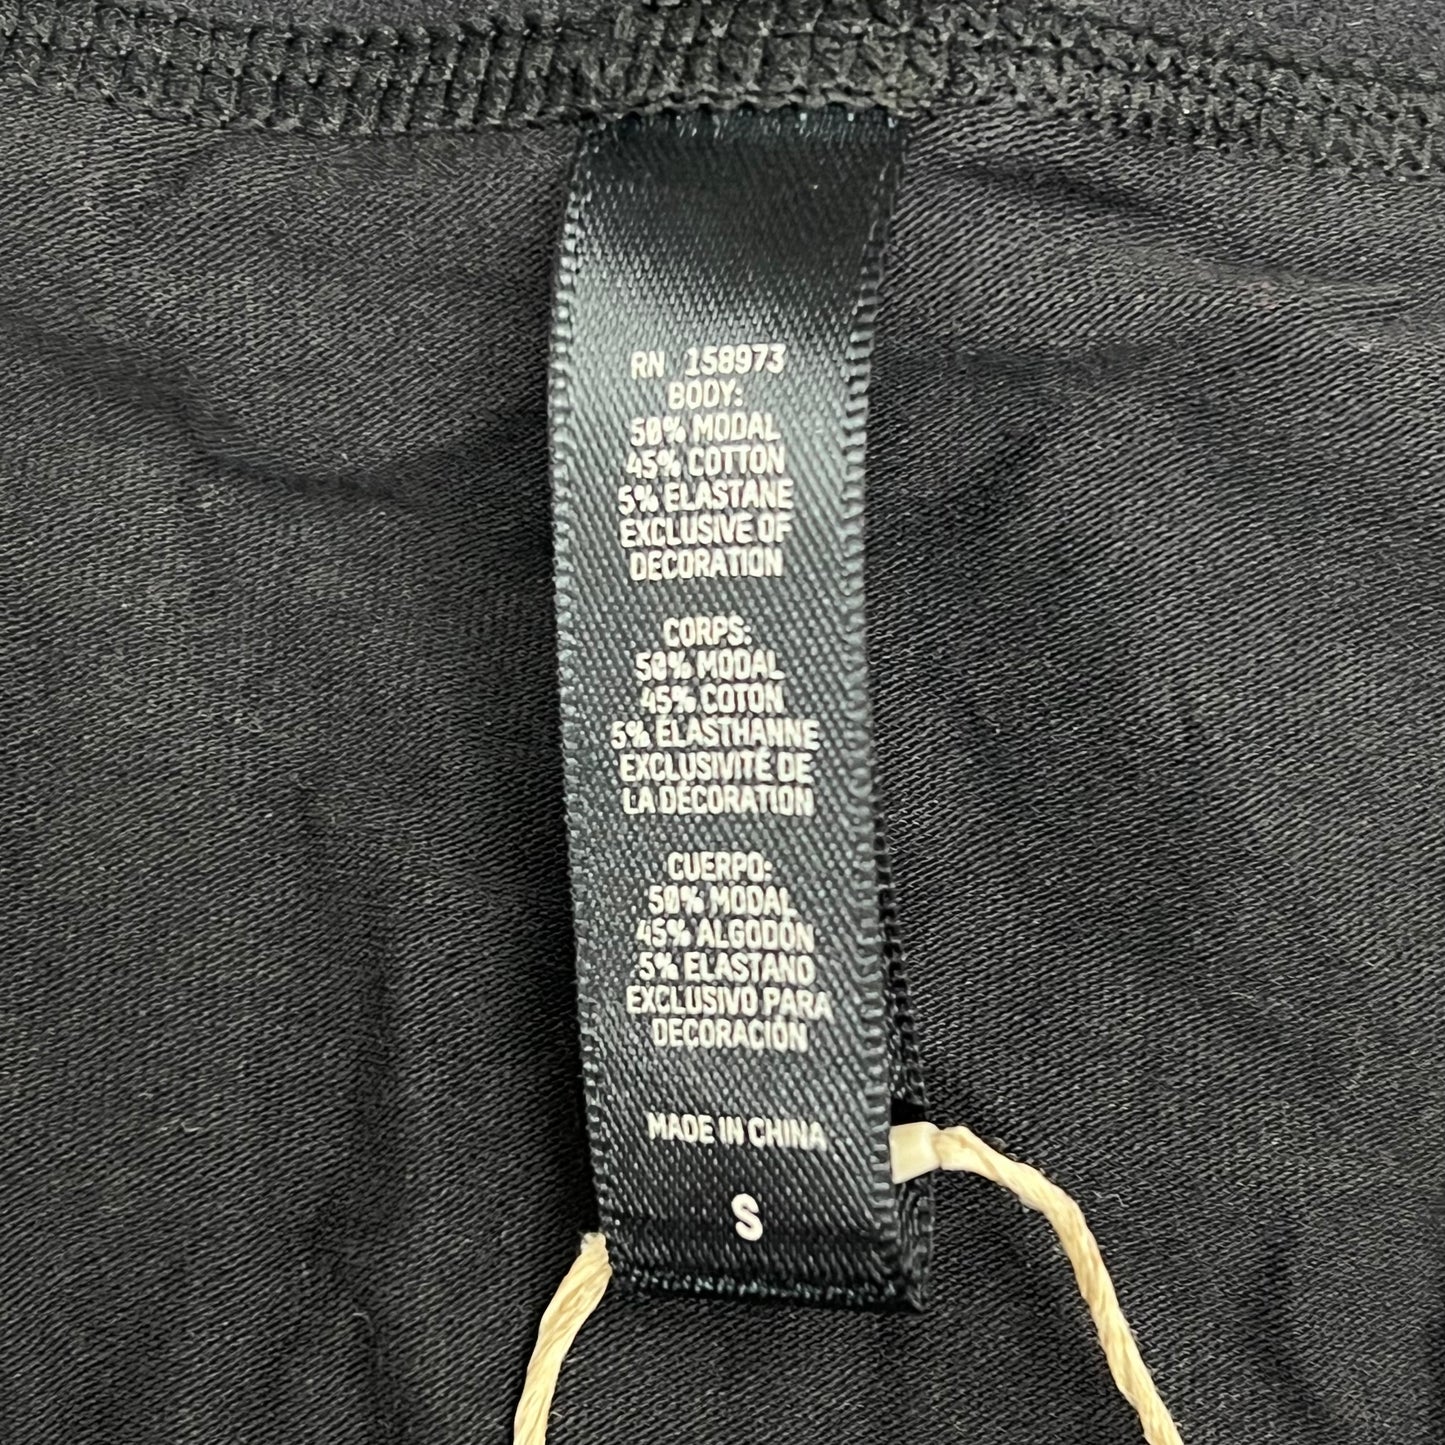 RN 158973
BODY:
50% MODAL
45% COTTON
5% ELASTANE
EXCLUSIVE OF
DECORATION
CORPS:
50% MODAL
45% COTON
5% ÉLASTHANNE
EXCLUSIVITÉ DE
LA DÉCORATION
CUERPO:
50% MODAL
45% ALGODÓN
5% ELASTANO
EXCLUSIVO PARA
DECORACIÓN
MADE IN CHINA
S